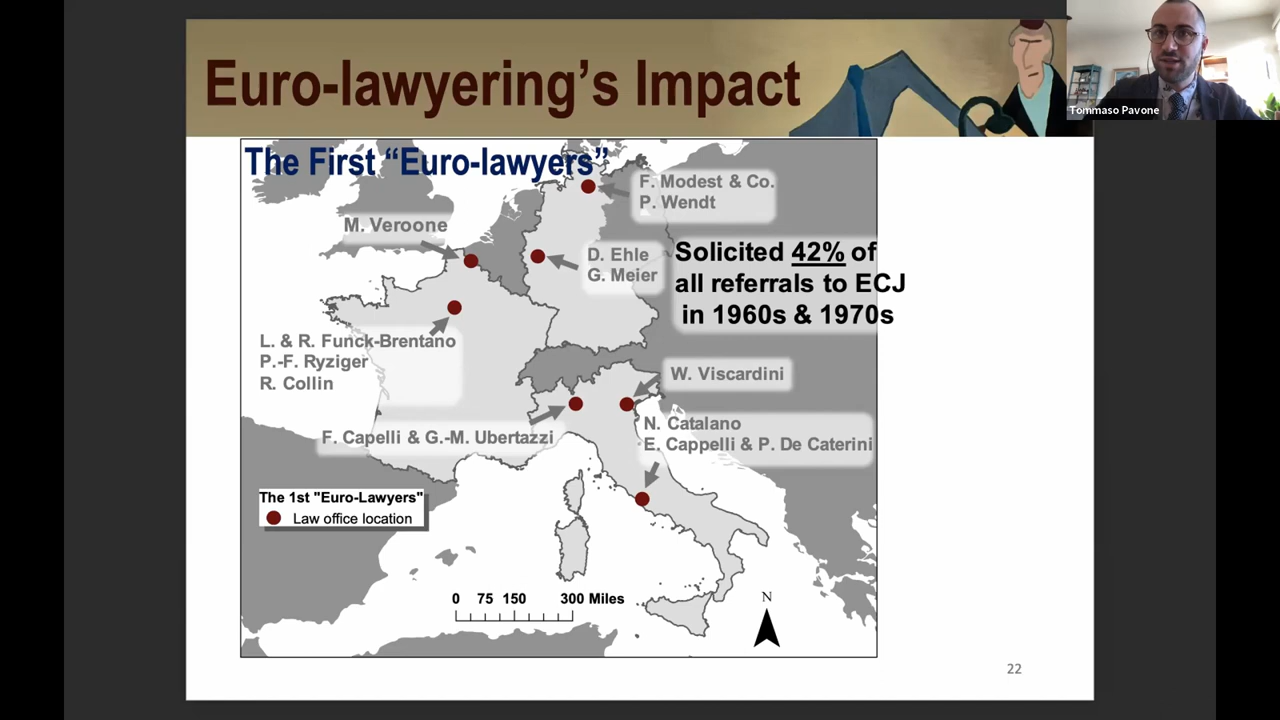 Euro-lawyering's Impact
Tommaso Pavone
The First “Euro-lawyers”
F. Modest & Co.
P. Wendt
M. Veroone
D. Ehle
G. Meier
Solicited 42% of
all referrals to ECJ
in 1960s & 1970s
L. & R. Funck-Brentano
P.-F. Ryziger
R. Collin
W. Viscardini
F. Capelli & G.-M. Ubertazzi
N. Catalano
E. Cappelli & P. De Caterini
The 1st "Euro-Lawyers"
Law office location
0 75 150 300 Miles
N
22